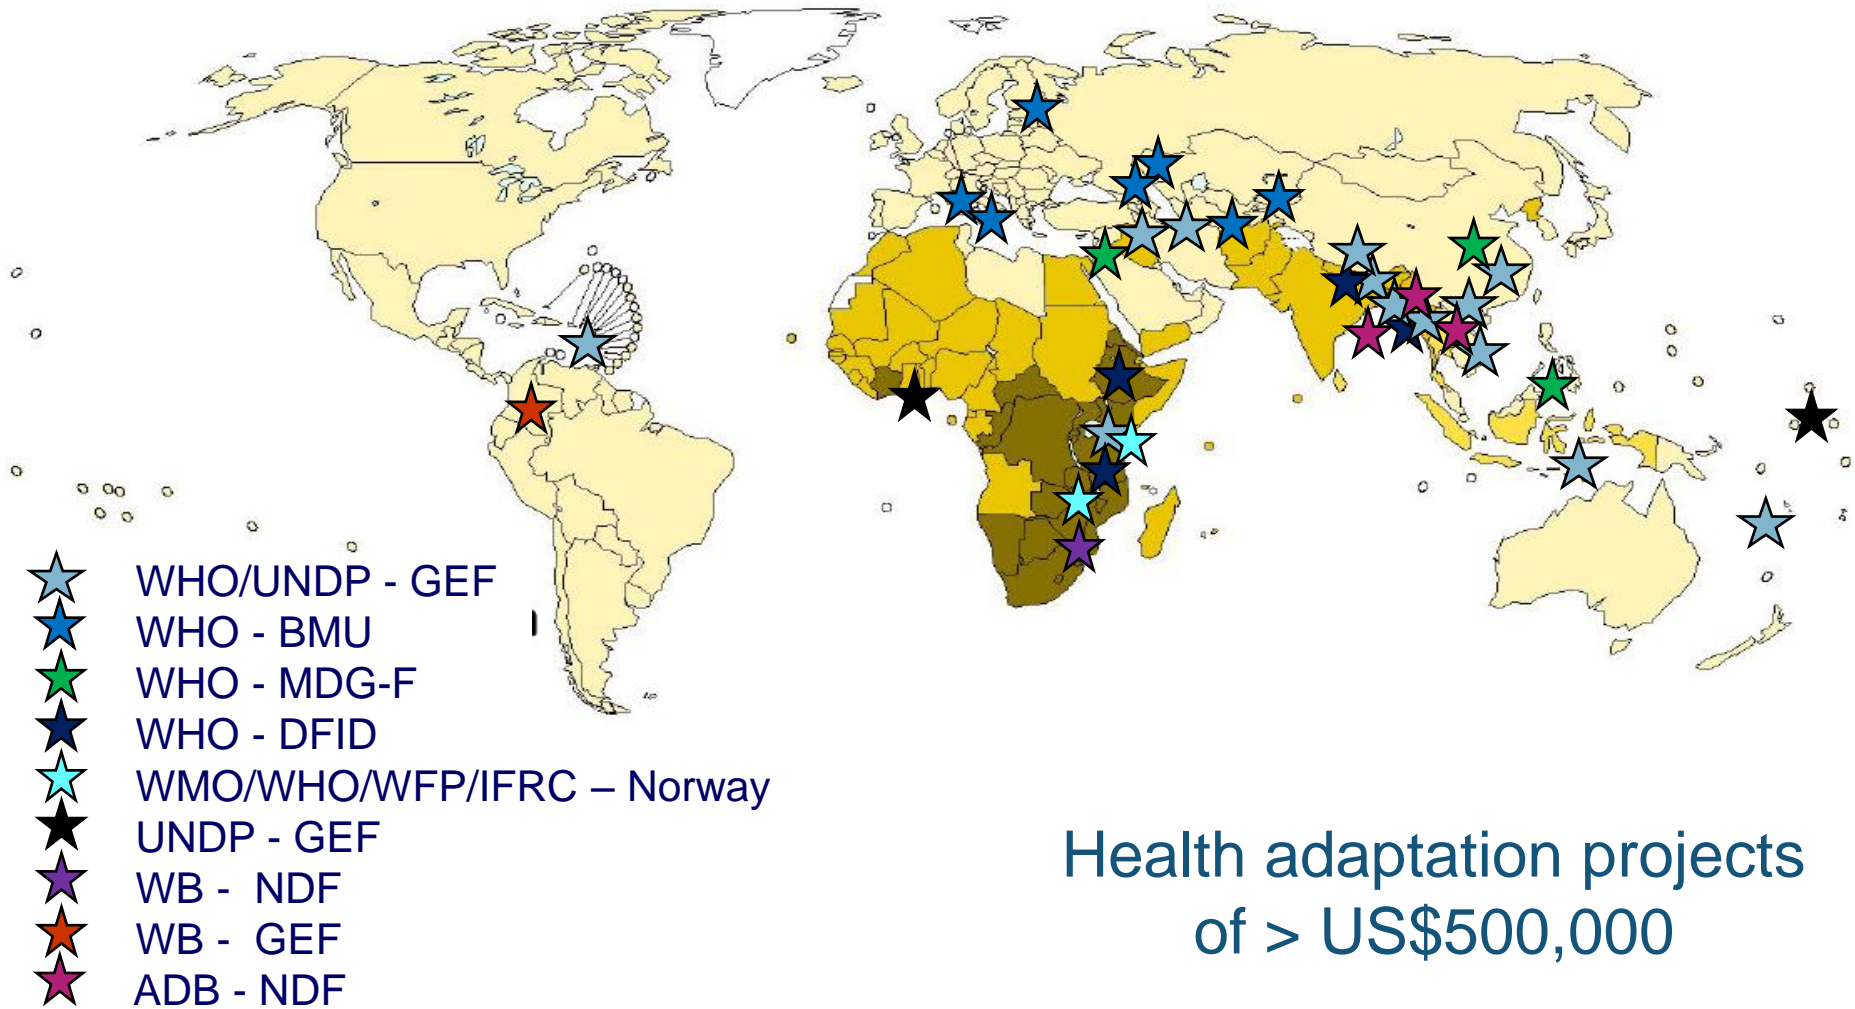 WHO/UNDP - GEF
WHO - BMU
WHO - MDG-F
WHO - DFID
WMO/WHO/WFP/IFRC – Norway
UNDP - GEF
WB - NDF
WB - GEF
ADB - NDF
Health adaptation projects
of > US$500,000